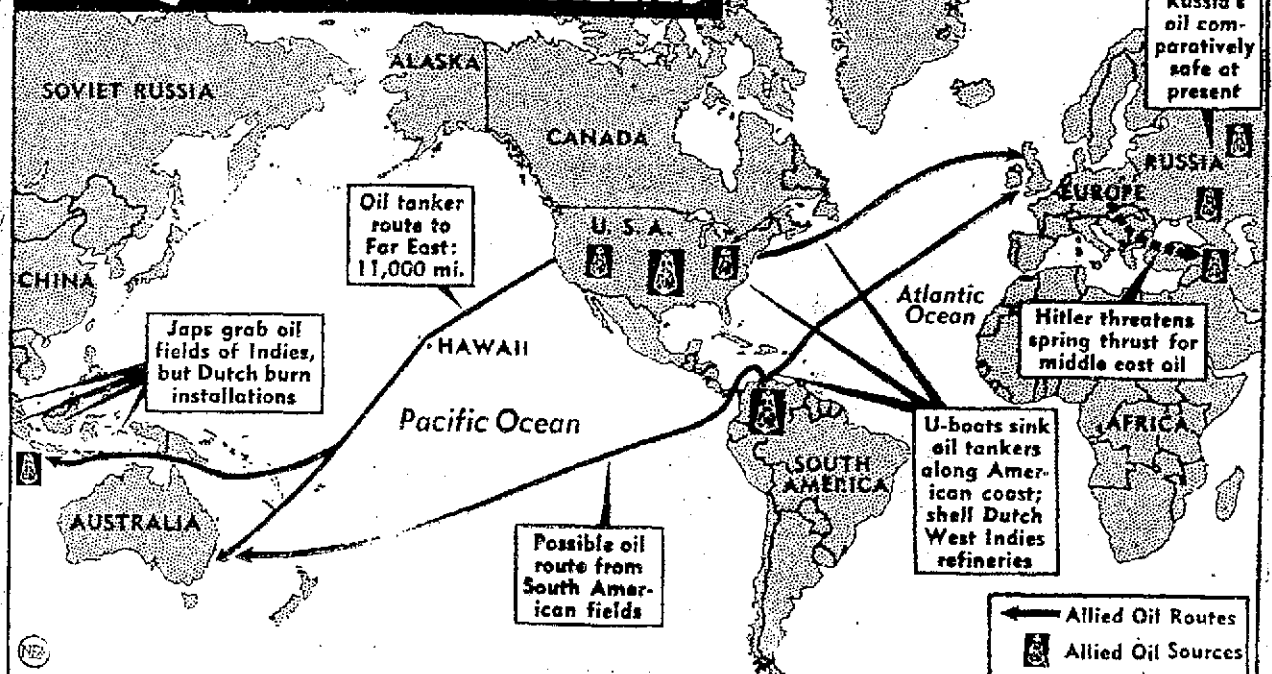 Russia's
oil com-
paratively
safe at
present
ALASKA
SOVIET RUSSIA
CANADA
RUSSIA
EUROPE
Oil tanker
route to
Far East:
11,000 mi.
U. S. A.
CHINA
Atlantic
Ocean
Hitler threatens
spring thrust for
middle east oil
Japs grab oil
fields of Indies,
but Dutch burn
installations
HAWAII
Pacific Ocean
U-boats sink
oil tankers
along Amer-
ican coast;
shell Dutch
West Indies
refineries
AFRICA
SOUTH
AMERICA
AUSTRALIA
Possible oil
route from
South Amer-
ican fields
Allied Oil Routes
Allied Oil Sources
NEA